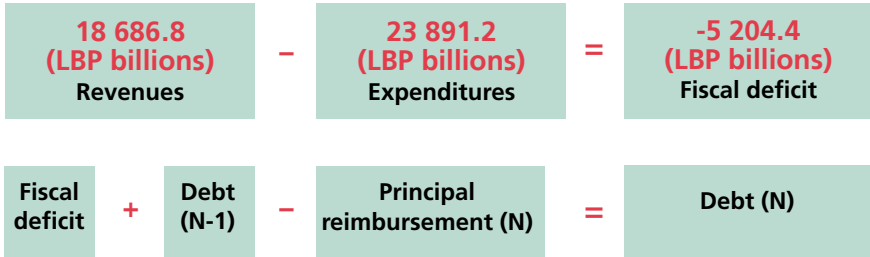 18 686.8
(LBP billions)
Revenues
–
23 891.2
(LBP billions)
Expenditures
=
-5 204.4
(LBP billions)
Fiscal deficit
Fiscal
deficit
+
Debt
(N-1)
–
Principal
reimbursement (N)
=
Debt (N)